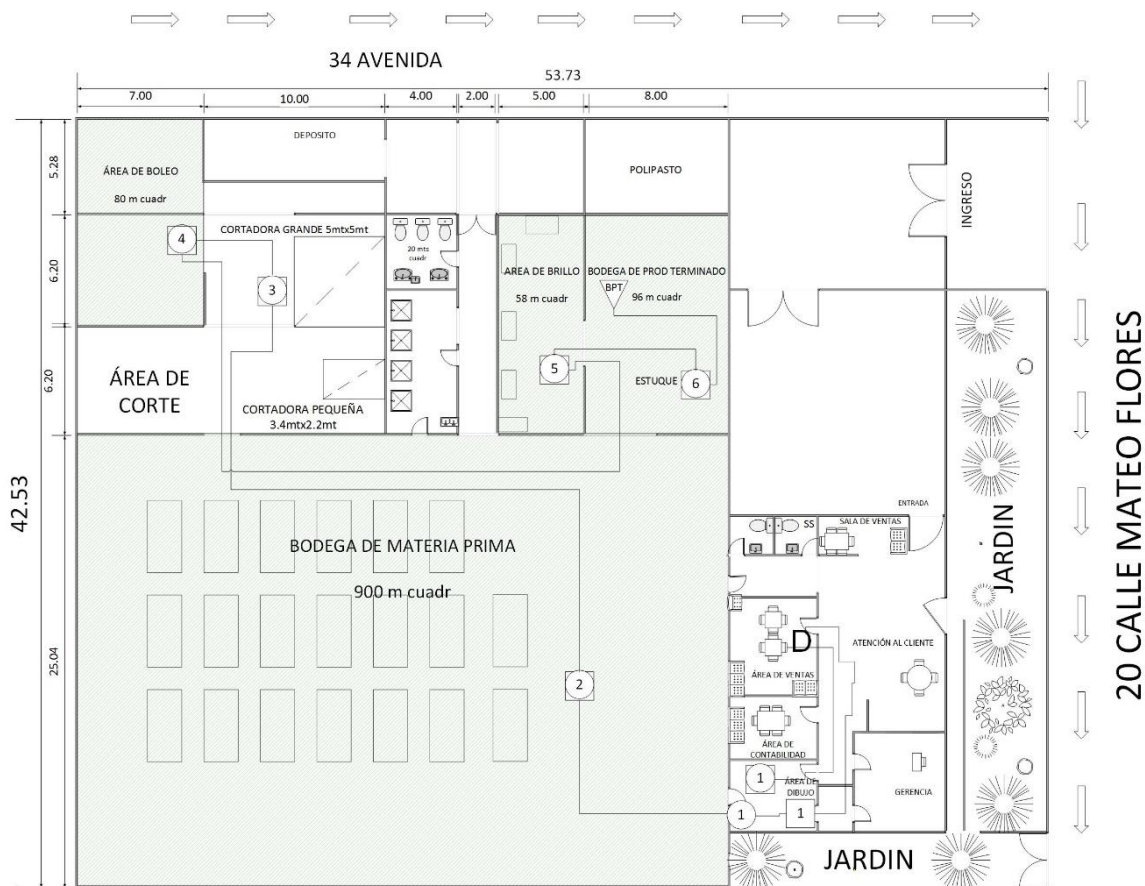 34 AVENIDA
53.73
7.00
10.00
4.00
2.00
5.00
8.00
DEPOSITO
ÁREA DE BOLEO
80 m cuadr
POLIPASTO
INGRESO
5.28
CORTADORA GRANDE 5mtx5mt
4
3
20 mts
cuadr
AREA DE BRILLO
58 m cuadr
BODEGA DE PROD TERMINADO
BPT
96 m cuadr
6.20
6.20
ÁREA DE
CORTE
CORTADORA PEQUEÑA
3.4mtx2.2mt
5
ESTUQUE
6
20 CALLE MATEO FLORES
42.53
ENTRADA
SS
SALA DE VENTAS
JARDIN
BODEGA DE MATERIA PRIMA
900 m cuadr
25.04
D
ATENCIÓN AL CLIENTE
ÁREA DE VENTAS
2
ÁREA DE
CONTABILIDAD
1
ÁREA DE
DIBUJO
GERENCIA
1
1
JARDIN